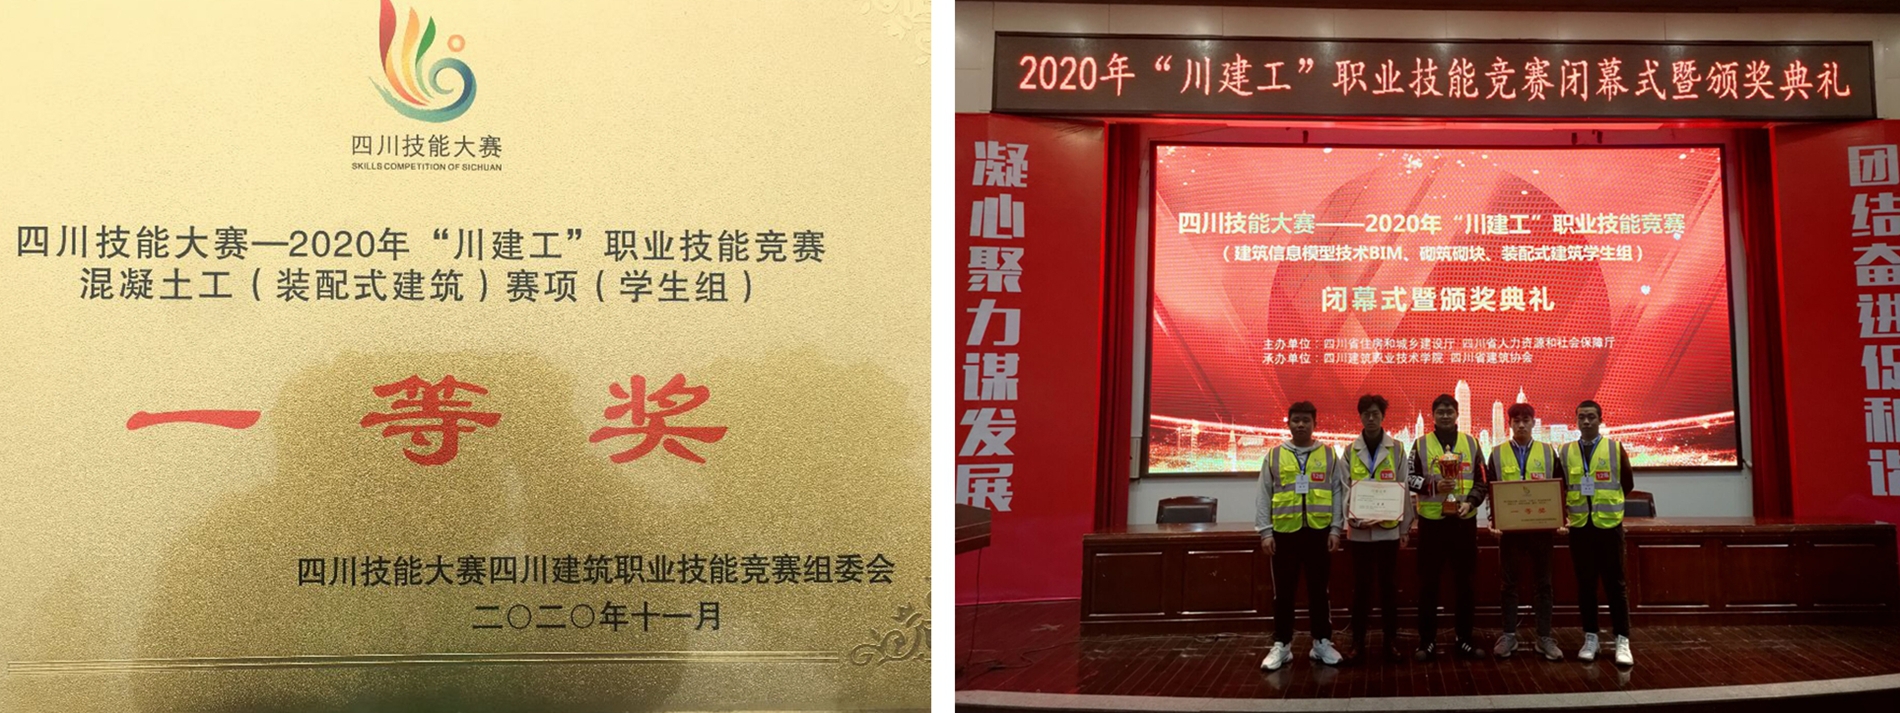 四川技能大赛
SKILLS COMPETITION OF SICHUAN
四川技能大赛—2020年“川建工”职业技能竞赛
混凝土工（装配式建筑）赛项（学生组）
一等奖
四川技能大赛四川建筑职业技能竞赛组委会
二〇二〇年十一月
2020年“川建工”职业技能竞赛闭幕式暨颁奖典礼
凝心聚力谋发展
四川技能大赛——2020年“川建工”职业技能竞赛
（建筑信息模型技术BIM、砌筑砌块、装配式建筑学生组）
闭幕式暨颁奖典礼
主办单位：四川省住房和城乡建设厅 四川省人力资源和社会保障厅
承办单位：四川建筑职业技术学院 四川省建筑协会
团结奋进促和谐